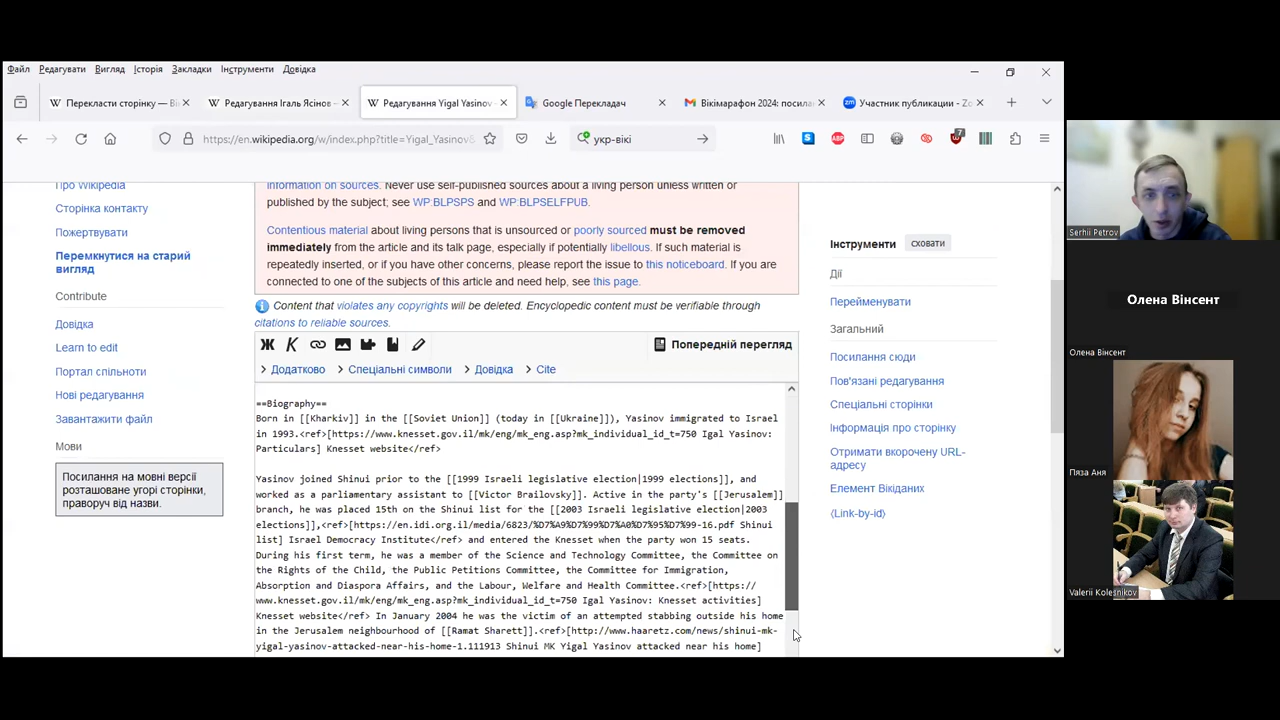 Файл Редагувати Вигляд Історія Закладки Інструменти Довідка
Перекласти сторінку — Ві
Редагування Ігаль Ясінов –
Редагування Yigal Yasinov –
Google Перекладач
Вікімарафон 2024: посила
Участник публикации - Zo
https://en.wikipedia.org/w/index.php?title=Yigal_Yasinov&
укр-вікі
ABP
7
Про Wikipedia
Сторінка контакту
Пожертвувати
Перемкнутися на старий
вигляд
Contribute
Довідка
Learn to edit
Портал спільноти
Нові редагування
Завантажити файл
Мови
Посилання на мовні версії
розташоване угорі сторінки,
праворуч від назви.
information on sources. Never use self-published sources about a living person unless written or
published by the subject; see WP:BLPSPS and WP:BLPSELFPUB.
Contentious material about living persons that is unsourced or poorly sourced must be removed
immediately from the article and its talk page, especially if potentially libellous. If such material is
repeatedly inserted, or if you have other concerns, please report the issue to this noticeboard. If you are
connected to one of the subjects of this article and need help, see this page.
Content that violates any copyrights will be deleted. Encyclopedic content must be verifiable through
citations to reliable sources.
Ж К Попередній перегляд
Додатково Спеціальні символи Довідка Cite
==Biography==
Born in [[Kharkiv]] in the [[Soviet Union]] (today in [[Ukraine]]), Yasinov immigrated to Israel
in 1993.<ref>[https://www.knesset.gov.il/mk/eng/mk_eng.asp?mk_individual_id_t=750 Igal Yasinov:
Particulars] Knesset website</ref>
Yasinov joined Shinui prior to the [[1999 Israeli legislative election|1999 elections]], and
worked as a parliamentary assistant to [[Victor Brailovsky]]. Active in the party's [[Jerusalem]]
branch, he was placed 15th on the Shinui list for the [[2003 Israeli legislative election|2003
elections]],<ref>[https://en.idi.org.il/media/6823/%D7%A9%D7%99%D7%A0%D7%95%D7%99-16.pdf Shinui
list] Israel Democracy Institute</ref> and entered the Knesset when the party won 15 seats.
During his first term, he was a member of the Science and Technology Committee, the Committee on
the Rights of the Child, the Public Petitions Committee, the Committee for Immigration,
Absorption and Diaspora Affairs, and the Labour, Welfare and Health Committee.<ref>[https://
www.knesset.gov.il/mk/eng/mk_eng.asp?mk_individual_id_t=750 Igal Yasinov: Knesset activities]
Knesset website</ref> In January 2004 he was the victim of an attempted stabbing outside his home
in the Jerusalem neighbourhood of [[Ramat Sharett]].<ref>[http://www.haaretz.com/news/shinui-mk-
yigal-yasinov-attacked-near-his-home-1.111913 Shinui MK Yigal Yasinov attacked near his home]
Інструменти сховати
Дії
Перейменувати
Загальний
Посилання сюди
Пов'язані редагування
Спеціальні сторінки
Інформація про сторінку
Отримати вкорочену URL-
адресу
Елемент Вікіданих
⟨Link-by-id⟩
Serhii Petrov
Олена Вінсент
Олена Вінсент
Пяза Аня
Valerii Kolesnikov